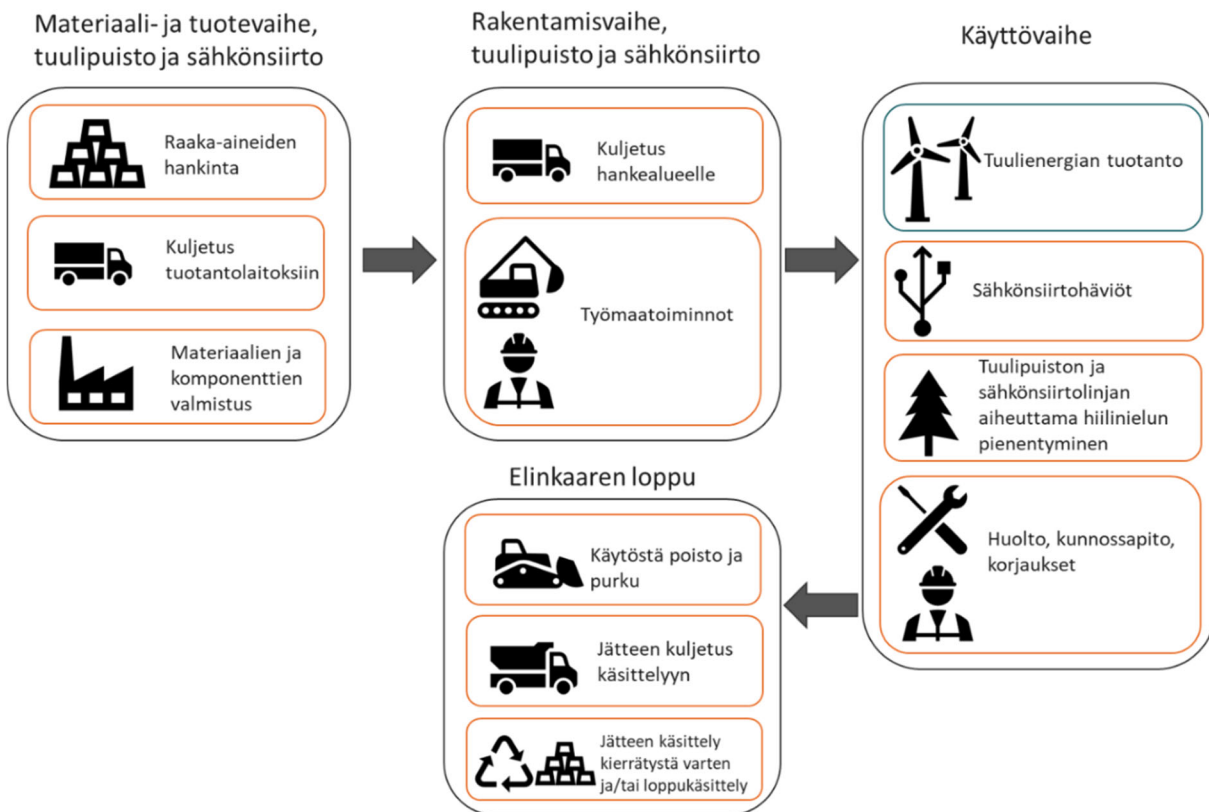 Materiaali- ja tuotevaihe,
tuulipuisto ja sähkönsiirto
Raaka-aineiden
hankinta
Kuljetus
tuotantolaitoksiin
Materiaalien ja
komponenttien
valmistus
Rakentamisvaihe,
tuulipuisto ja sähkönsiirto
Kuljetus
hankealueelle
Työmaatoiminnot
Käyttövaihe
Tuulienergian tuotanto
Sähkönsiirtohäviöt
Tuulipuiston ja
sähkönsiirtolinjan
aiheuttama hiilinielun
pienentyminen
Huolto, kunnossapito,
korjaukset
Elinkaaren loppu
Käytöstä poisto ja
purku
Jätteen kuljetus
käsittelyyn
Jätteen käsittely
kierrätystä varten
ja/tai loppukäsittely